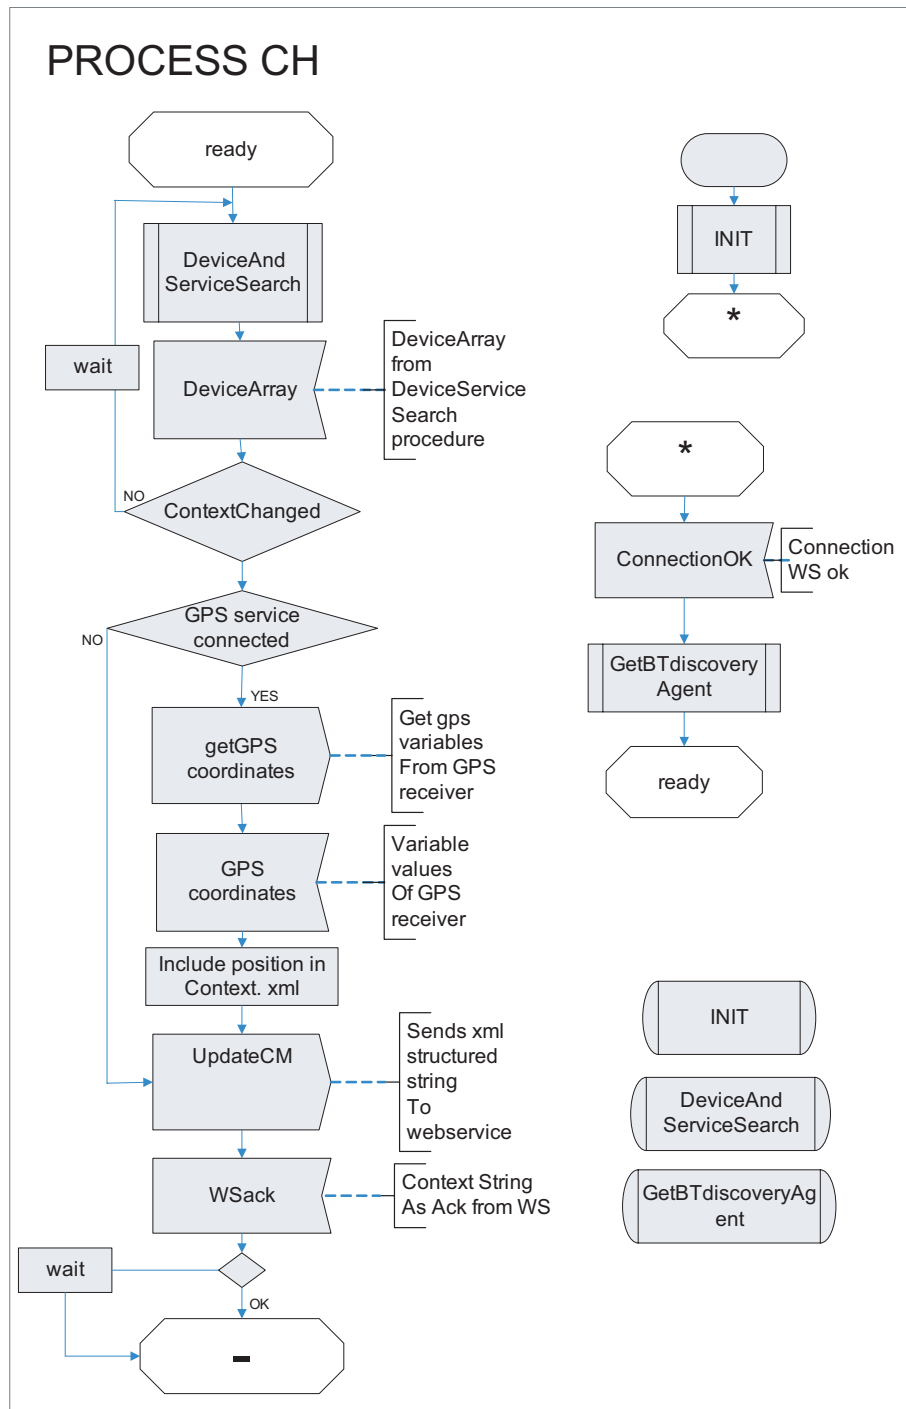 PROCESS CH
ready
DeviceAnd
ServiceSearch
wait
DeviceArray
DeviceArray
from
DeviceService
Search
procedure
NO
ContextChanged
GPS service
connected
NO
YES
getGPS
coordinates
Get gps
variables
From GPS
receiver
GPS
coordinates
Variable
values
Of GPS
receiver
Include position in
Context. xml
UpdateCM
Sends xml
structured
string
To
webservice
WSack
Context String
As Ack from WS
wait
OK
-
INIT
*
*
ConnectionOK
Connection
WS ok
GetBTdiscovery
Agent
ready
INIT
DeviceAnd
ServiceSearch
GetBTdiscoveryAg
ent